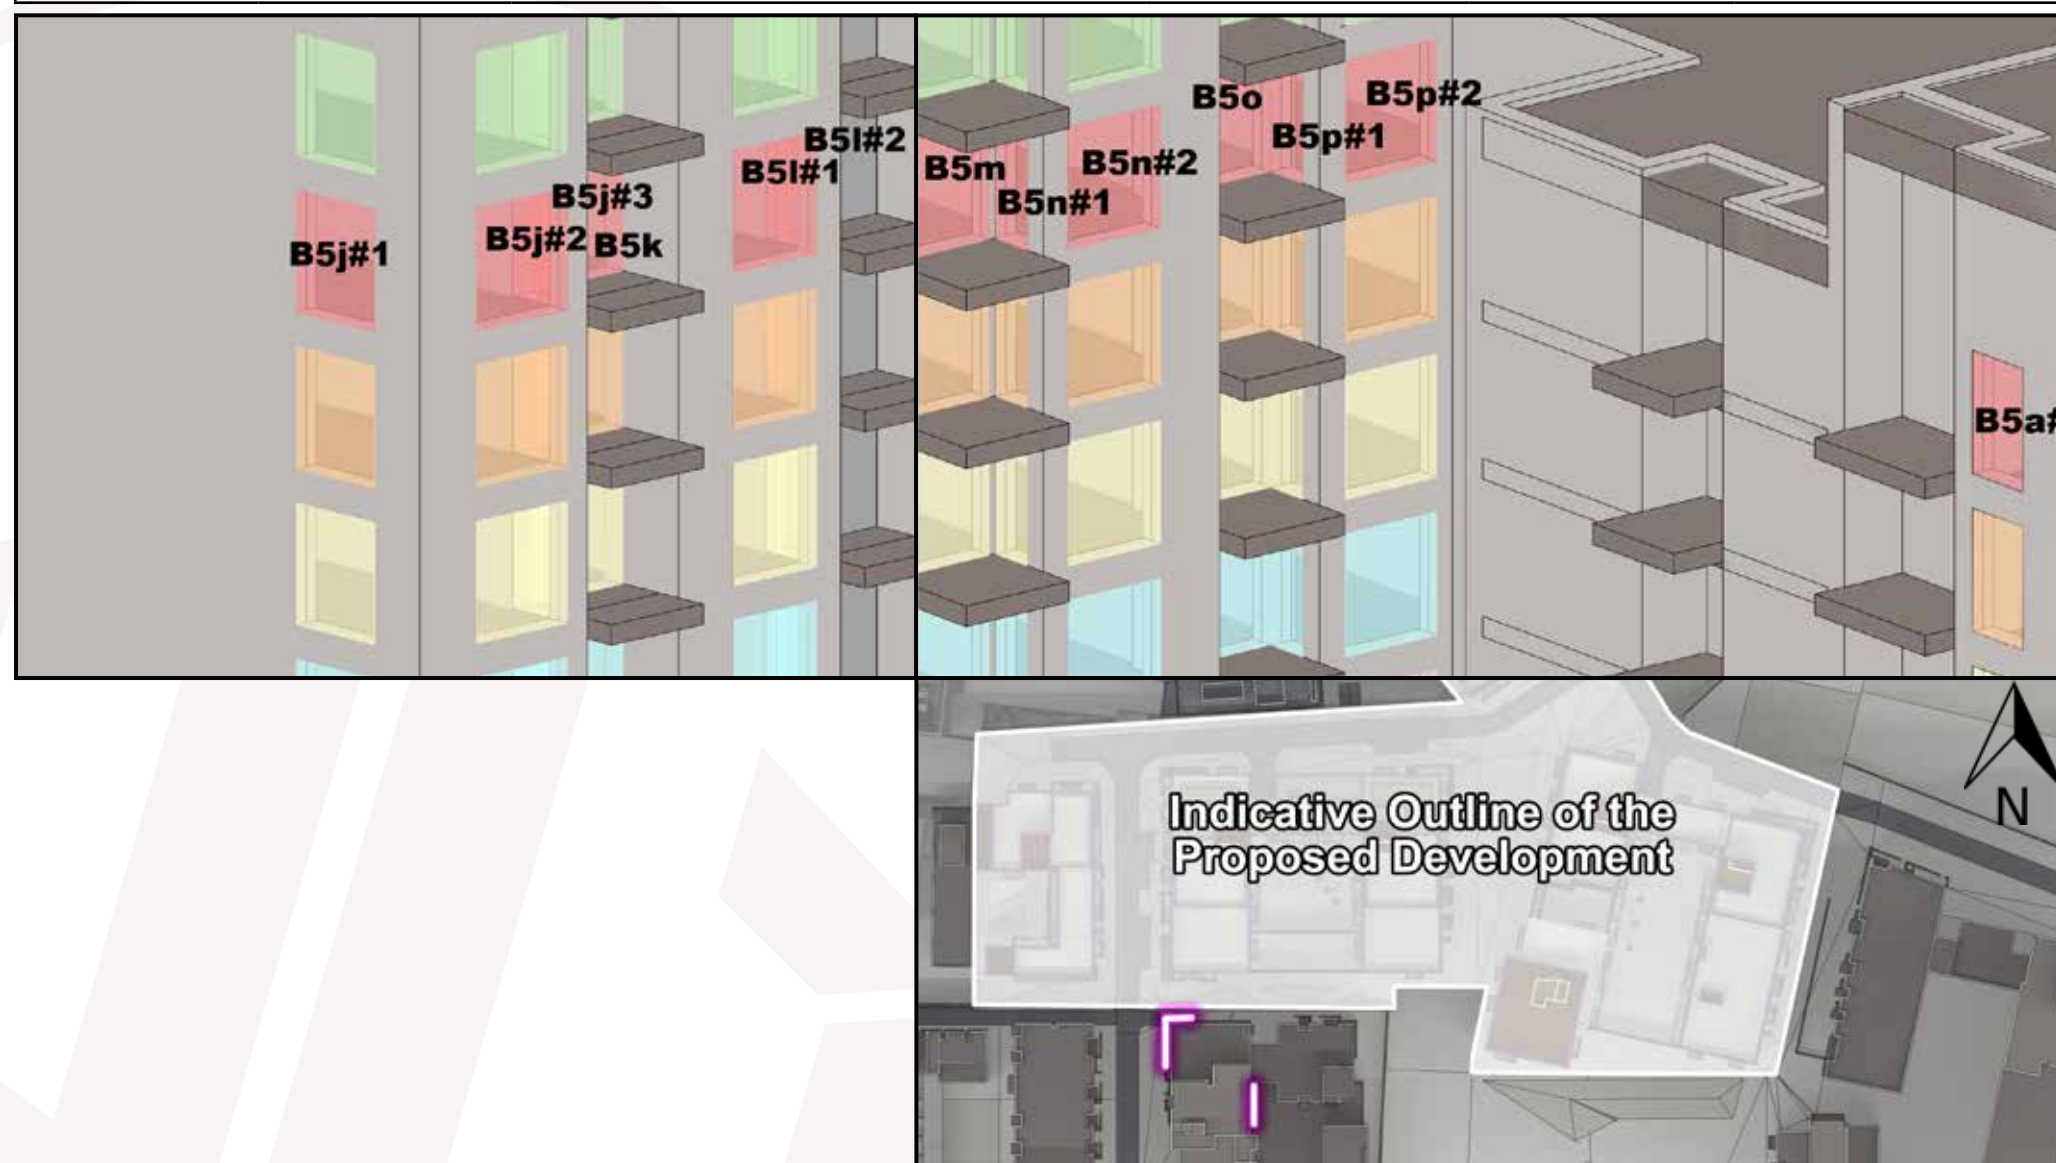 B5j#1
B5j#2
B5j#3
B5k
B5l#1
B5l#2
B5m
B5n#1
B5n#2
B5o
B5p#1
B5p#2
B5a#
Indicative Outline of the
Proposed Development
N